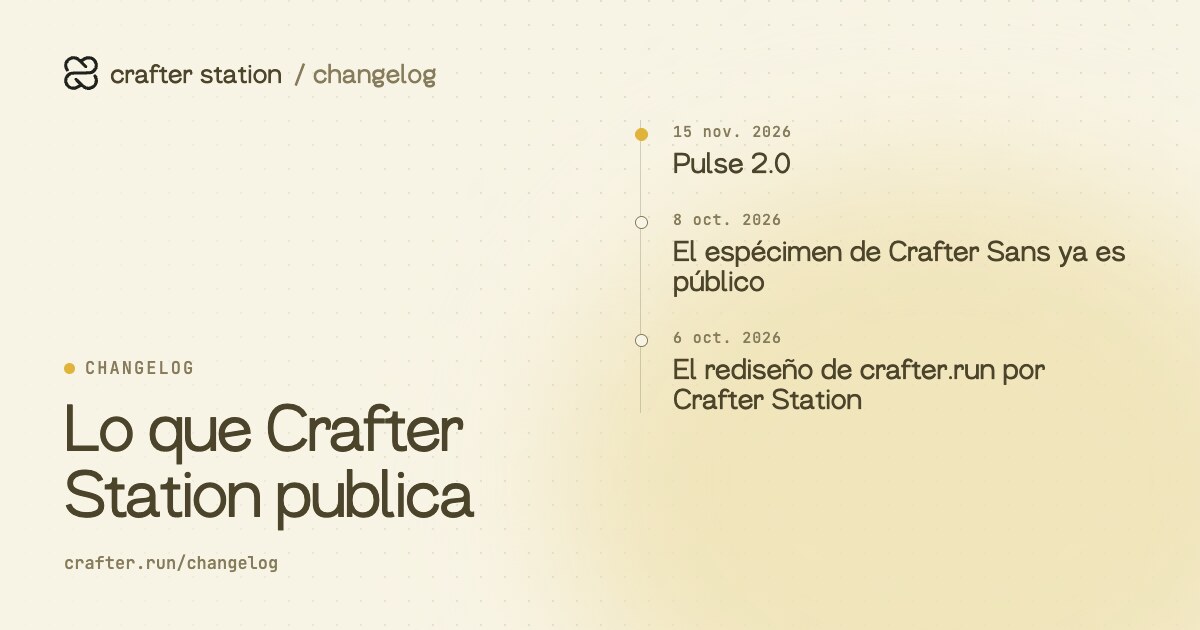 crafter station / changelog
15 nov. 2026
Pulse 2.0
8 oct. 2026
El espécimen de Crafter Sans ya es
público
6 oct. 2026
El rediseño de crafter.run por
Crafter Station
CHANGELOG
Lo que Crafter
Station publica
crafter.run/changelog